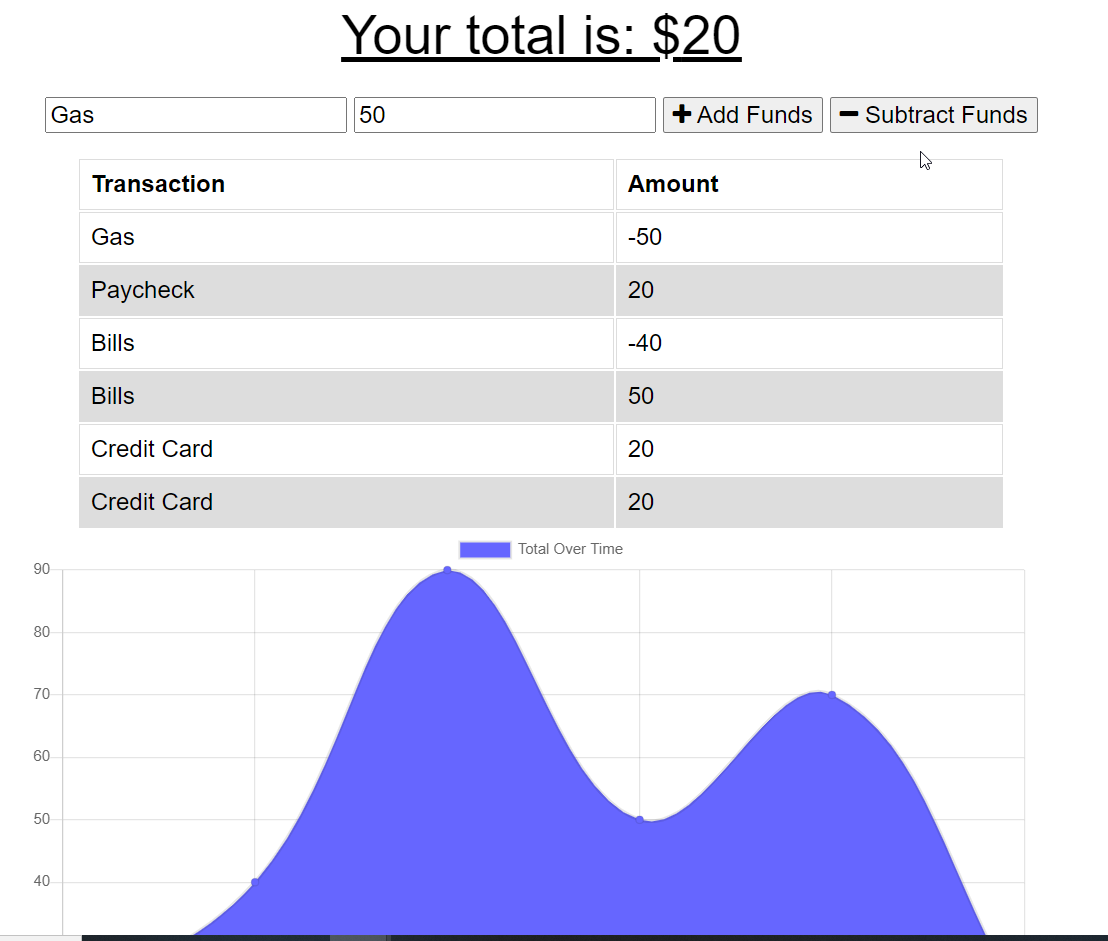 Your total is: $20
Gas 50 Add Funds Subtract Funds
Transaction Amount
Gas -50
Paycheck 20
Bills -40
Bills 50
Credit Card 20
Credit Card 20
Total Over Time
90
80
70
60
50
40